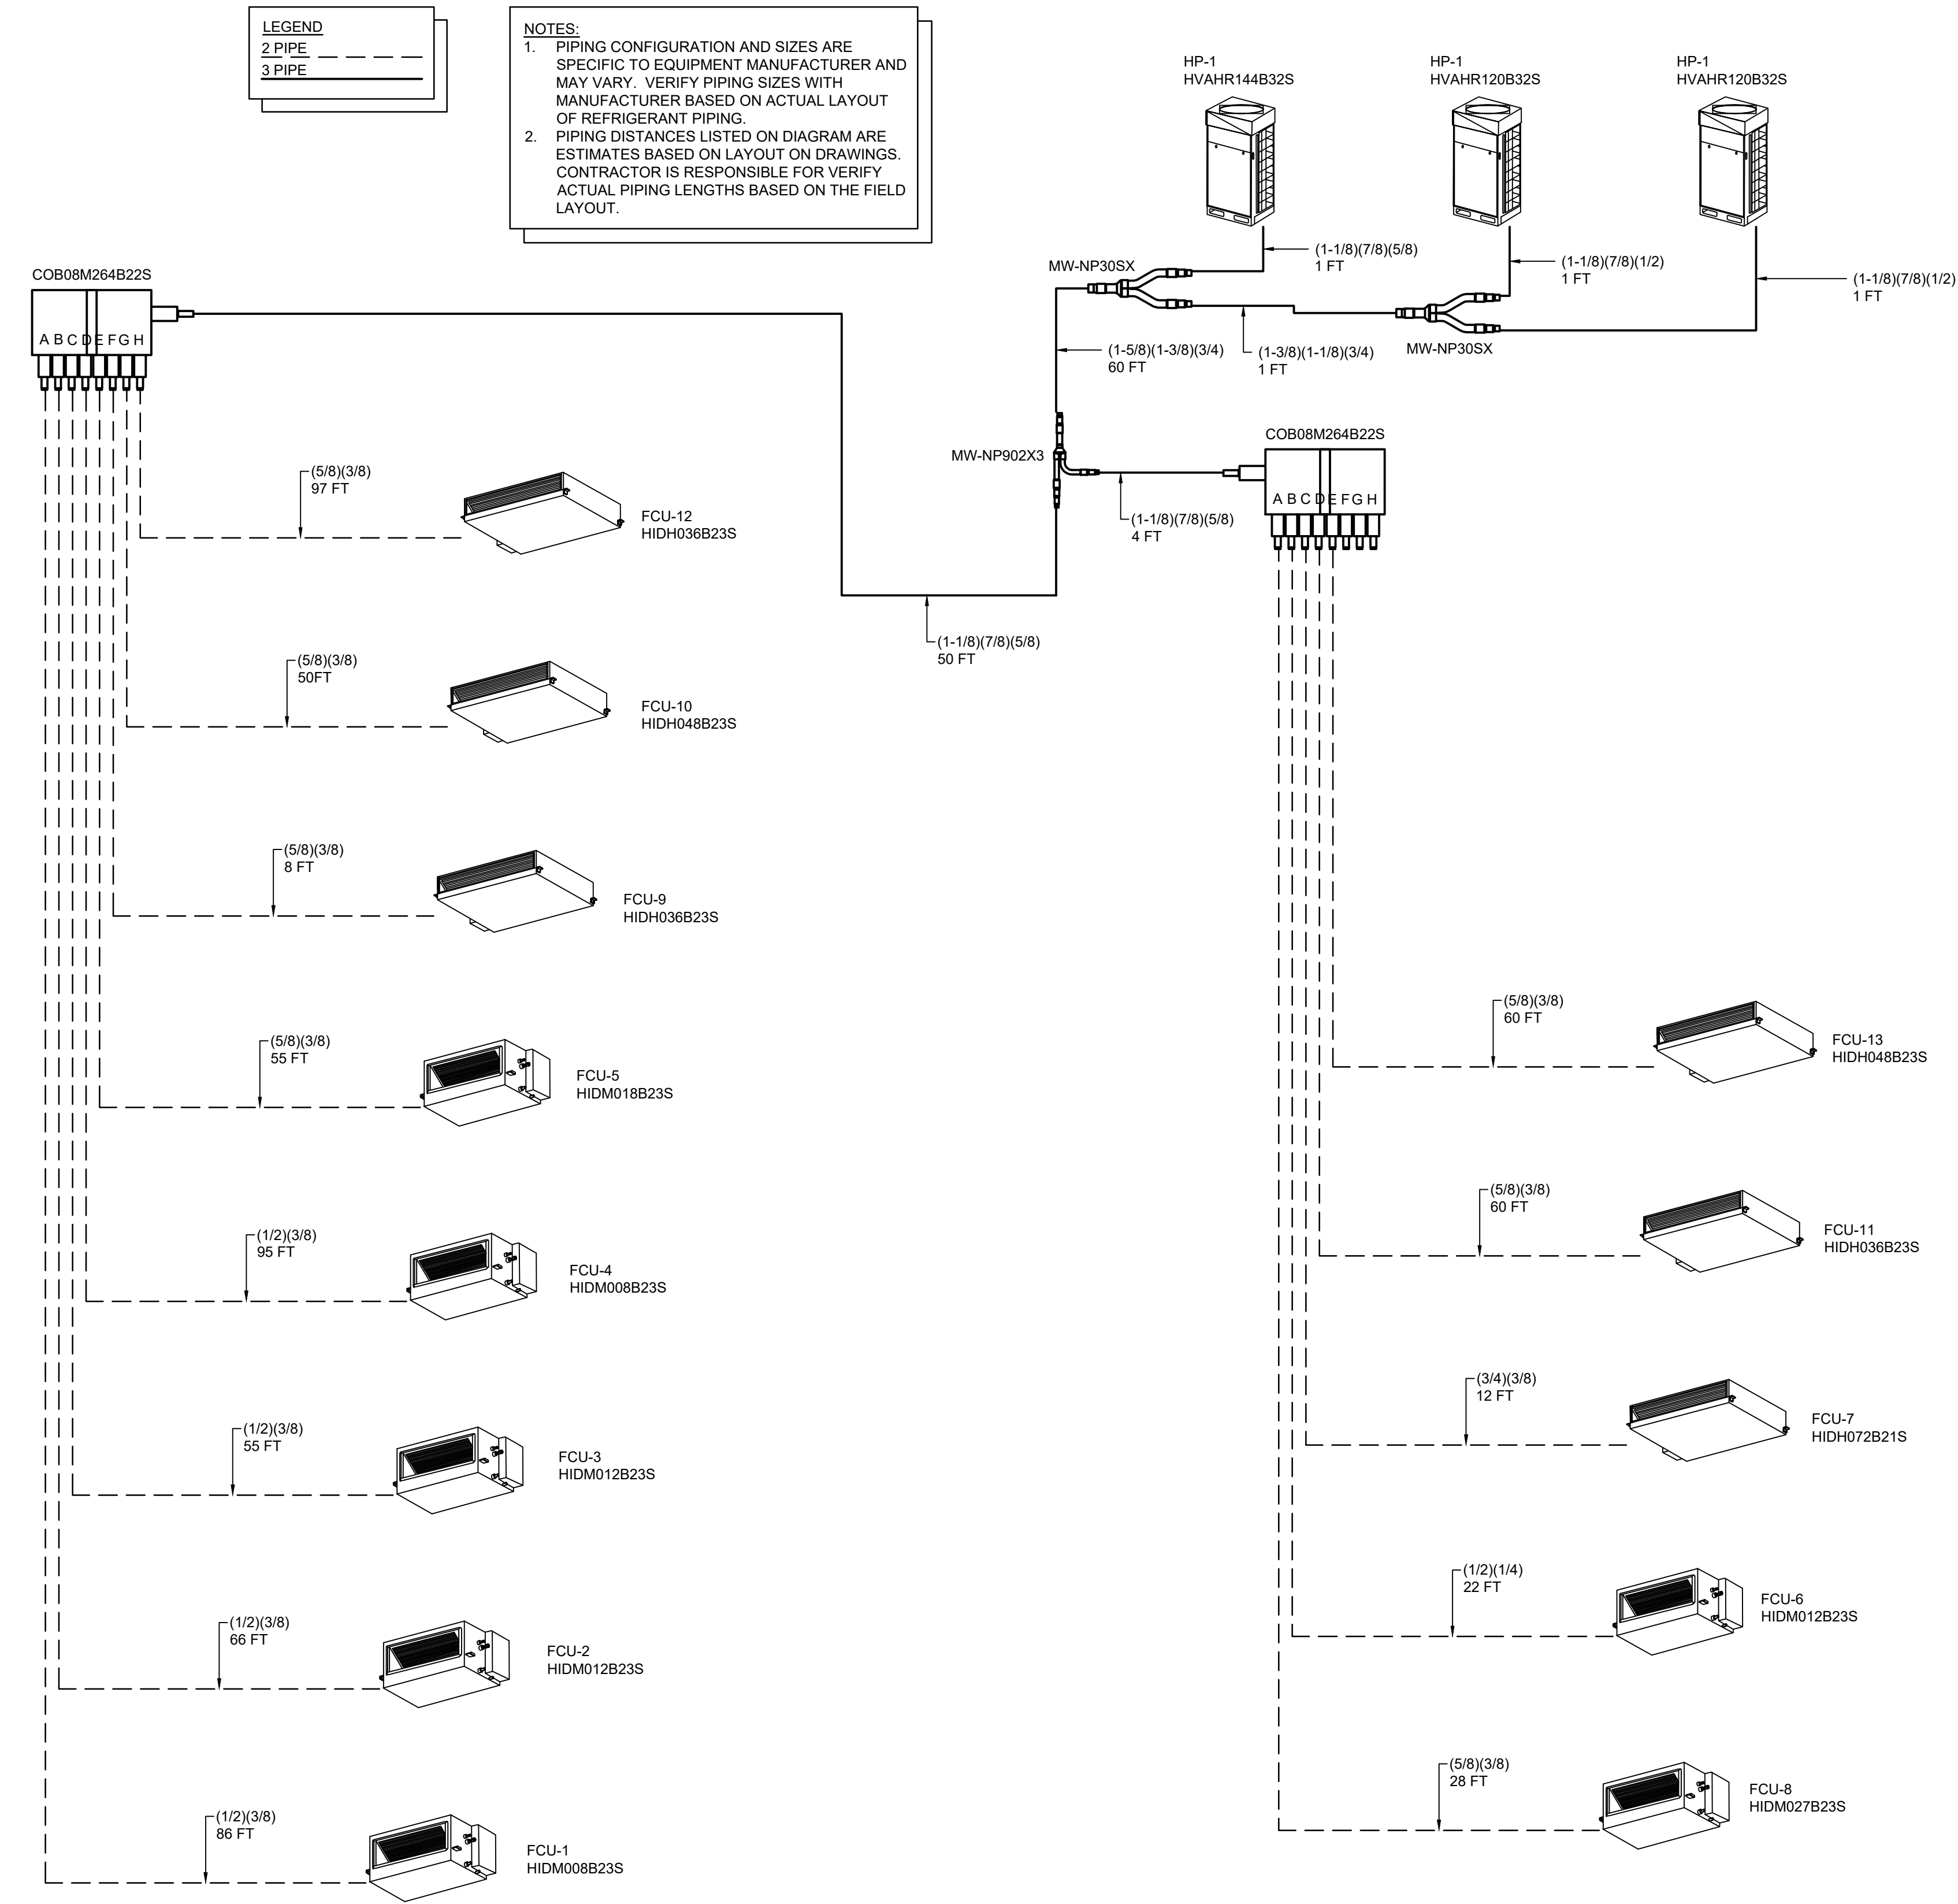 LEGEND
2 PIPE
3 PIPE
NOTES:
1. PIPING CONFIGURATION AND SIZES ARE
SPECIFIC TO EQUIPMENT MANUFACTURER AND
MAY VARY. VERIFY PIPING SIZES WITH
MANUFACTURER BASED ON ACTUAL LAYOUT
OF REFRIGERANT PIPING.
2. PIPING DISTANCES LISTED ON DIAGRAM ARE
ESTIMATES BASED ON LAYOUT ON DRAWINGS.
CONTRACTOR IS RESPONSIBLE FOR VERIFY
ACTUAL PIPING LENGTHS BASED ON THE FIELD
LAYOUT.
HP-1
HVAHR144B32S
HP-1
HVAHR120B32S
HP-1
HVAHR120B32S
(1-1/8)(7/8)(5/8)
1 FT
(1-1/8)(7/8)(1/2)
1 FT
(1-1/8)(7/8)(1/2)
1 FT
MW-NP30SX
MW-NP30SX
(1-5/8)(1-3/8)(3/4)
60 FT
(1-3/8)(1-1/8)(3/4)
1 FT
MW-NP902X3
(1-1/8)(7/8)(5/8)
4 FT
(1-1/8)(7/8)(5/8)
50 FT
COB08M264B22S
A B C D E F G H
(5/8)(3/8)
97 FT
FCU-12
HIDH036B23S
(5/8)(3/8)
50FT
FCU-10
HIDH048B23S
(5/8)(3/8)
8 FT
FCU-9
HIDH036B23S
(5/8)(3/8)
55 FT
FCU-5
HIDM018B23S
(1/2)(3/8)
95 FT
FCU-4
HIDM008B23S
(1/2)(3/8)
55 FT
FCU-3
HIDM012B23S
(1/2)(3/8)
66 FT
FCU-2
HIDM012B23S
(1/2)(3/8)
86 FT
FCU-1
HIDM008B23S
COB08M264B22S
A B C D E F G H
(5/8)(3/8)
60 FT
FCU-13
HIDH048B23S
(5/8)(3/8)
60 FT
FCU-11
HIDH036B23S
(3/4)(3/8)
12 FT
FCU-7
HIDH072B21S
(1/2)(1/4)
22 FT
FCU-6
HIDM012B23S
(5/8)(3/8)
28 FT
FCU-8
HIDM027B23S